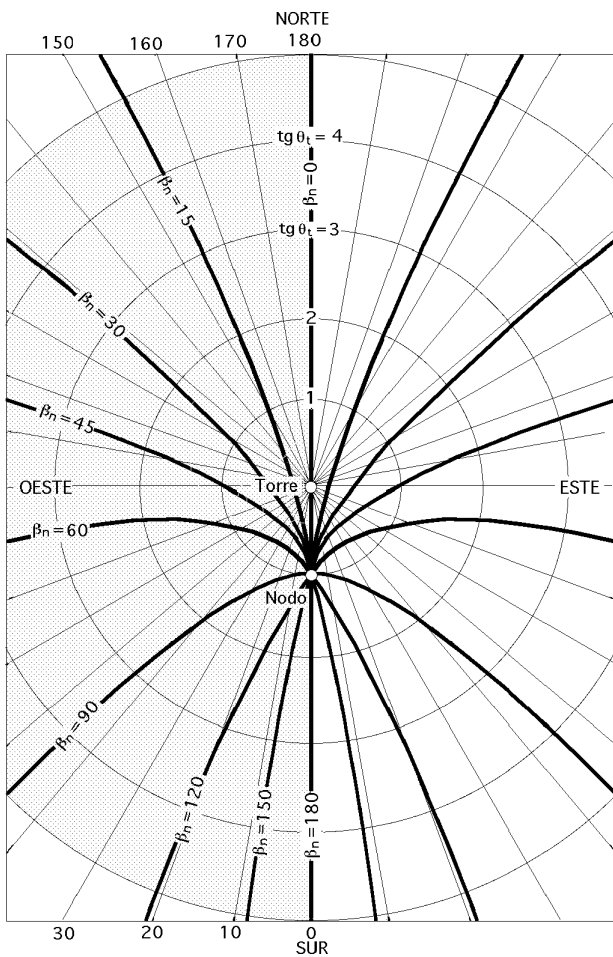 NORTE
150 160 170 180
tg θt = 4
βn=0
βn=15
tg θt = 3
2
βn=30
1
βn=45
OESTE Torre ESTE
βn=60
Nodo
βn=90
βn=120
βn=150
βn=180
30 20 10 0
SUR